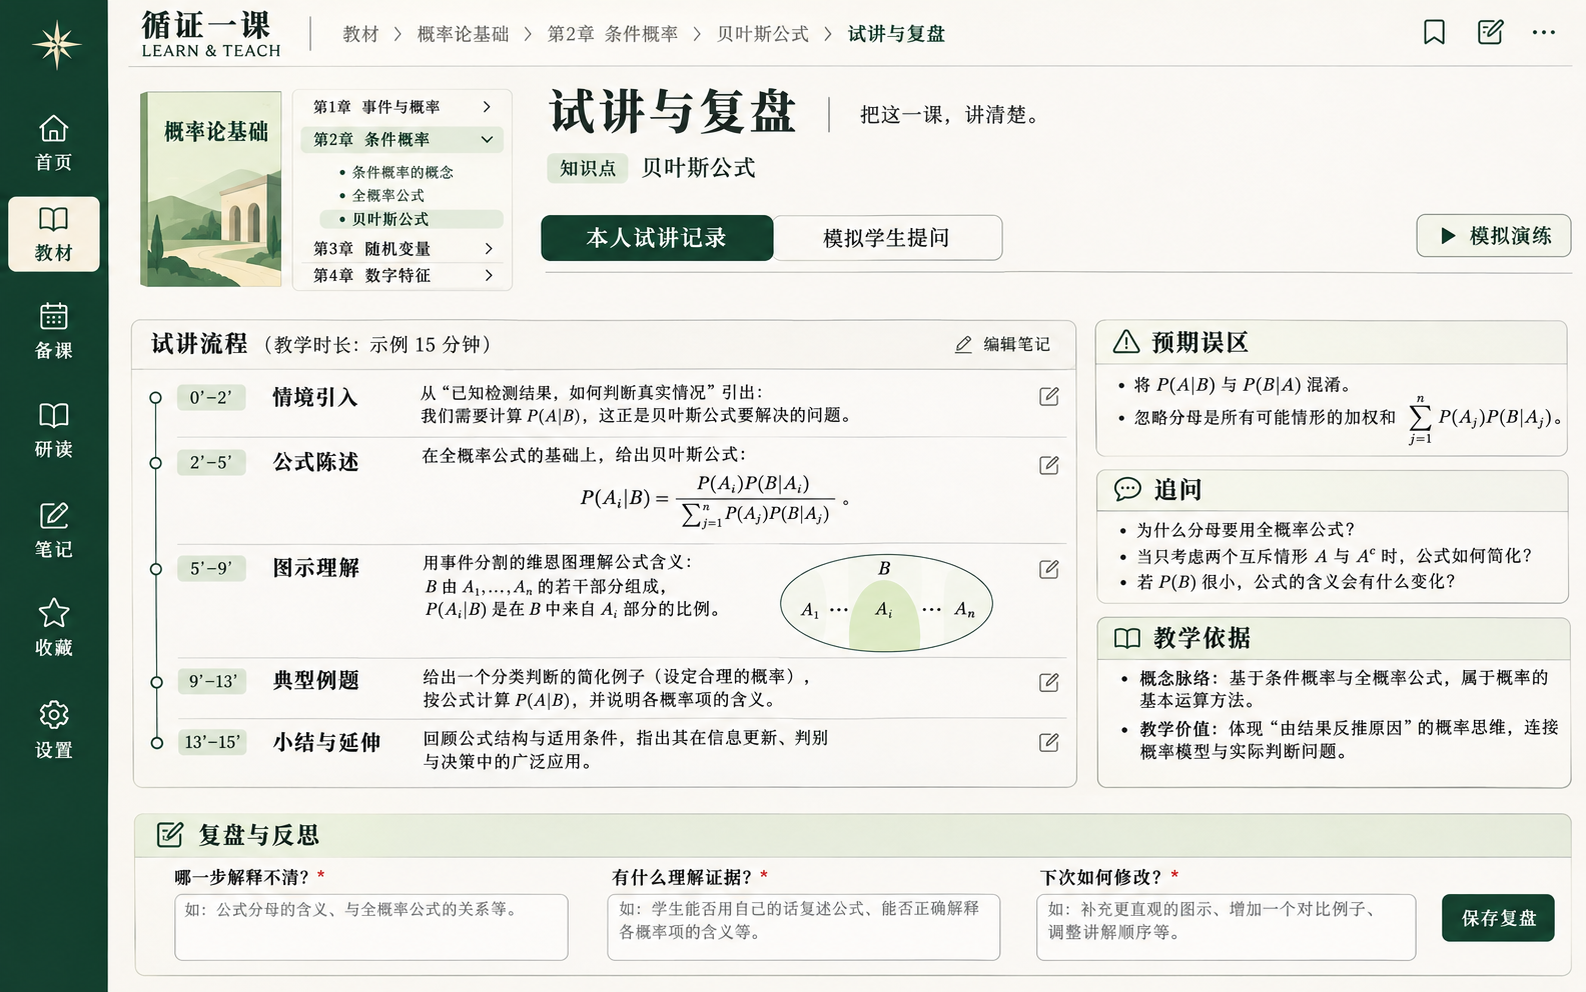 循证一课
LEARN & TEACH
教材 > 概率论基础 > 第2章 条件概率 > 贝叶斯公式 > 试讲与复盘
首页
教材
备课
研读
笔记
收藏
设置
概率论基础
第1章 事件与概率
第2章 条件概率
• 条件概率的概念
• 全概率公式
• 贝叶斯公式
第3章 随机变量
第4章 数字特征
试讲与复盘
把这一课，讲清楚。
知识点 贝叶斯公式
本人试讲记录
模拟学生提问
模拟演练
试讲流程（教学时长：示例 15 分钟）
编辑笔记
0’–2’ 情境引入
从“已知检测结果，如何判断真实情况”引出：
我们需要计算 P(A|B)，这正是贝叶斯公式要解决的问题。
2’–5’ 公式陈述
在全概率公式的基础上，给出贝叶斯公式：
P(A_i|B) = \frac{P(A_i)P(B|A_i)}{\sum_{j=1}^{n} P(A_j)P(B|A_j)} 。
5’–9’ 图示理解
用事件分割的维恩图理解公式含义：
B 由 A₁,…,Aₙ 的若干部分组成，
P(Aᵢ|B) 是在 B 中来自 Aᵢ 部分的比例。
B
A₁ ··· Aᵢ ··· Aₙ
9’–13’ 典型例题
给出一个分类判断的简化例子（设定合理的概率），
按公式计算 P(A|B)，并说明各概率项的含义。
13’–15’ 小结与延伸
回顾公式结构与适用条件，指出其在信息更新、判别
与决策中的广泛应用。
预期误区
• 将 P(A|B) 与 P(B|A) 混淆。
• 忽略分母是所有可能情形的加权和 \sum_{j=1}^{n} P(A_j)P(B|A_j)。
追问
• 为什么分母要用全概率公式？
• 当只考虑两个互斥情形 A 与 Aᶜ 时，公式如何简化？
• 若 P(B) 很小，公式的含义会有什么变化？
教学依据
• 概念脉络：基于条件概率与全概率公式，属于概率的
基本运算方法。
• 教学价值：体现“由结果反推原因”的概率思维，连接
概率模型与实际判断问题。
复盘与反思
哪一步解释不清？ *
如：公式分母的含义、与全概率公式的关系等。
有什么理解证据？ *
如：学生能否用自己的话复述公式、能否正确解释
各概率项的含义等。
下次如何修改？ *
如：补充更直观的图示、增加一个对比例子、
调整讲解顺序等。
保存复盘